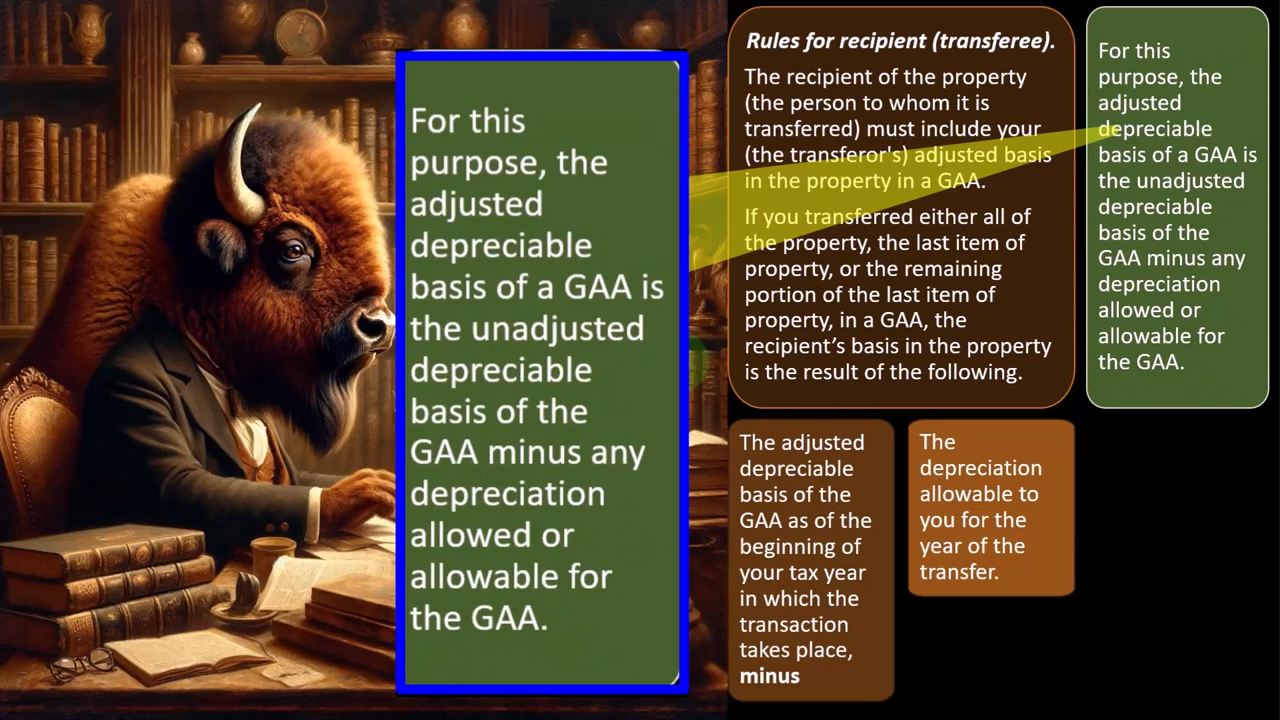 For this
purpose, the
adjusted
depreciable
basis of a GAA is
the unadjusted
depreciable
basis of the
GAA minus any
depreciation
allowed or
allowable for
the GAA.
Rules for recipient (transferee).
The recipient of the property
(the person to whom it is
transferred) must include your
(the transferor's) adjusted basis
in the property in a GAA.
If you transferred either all of
the property, the last item of
property, or the remaining
portion of the last item of
property, in a GAA, the
recipient’s basis in the property
is the result of the following.
For this
purpose, the
adjusted
depreciable
basis of a GAA is
the unadjusted
depreciable
basis of the
GAA minus any
depreciation
allowed or
allowable for
the GAA.
The adjusted
depreciable
basis of the
GAA as of the
beginning of
your tax year
in which the
transaction
takes place,
minus
The
depreciation
allowable to
you for the
year of the
transfer.